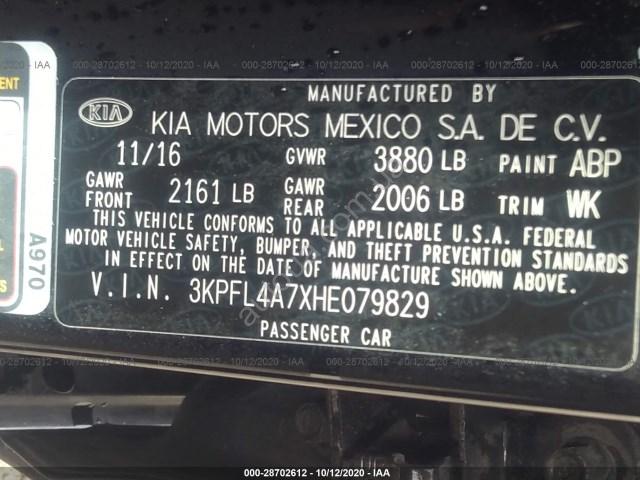 000-28702612 - 10/12/2020 - IAA
MANUFACTURED BY
KIA
KIA MOTORS MEXICO S.A. DE C.V.
11/16 GVWR 3880 LB PAINT ABP
GAWR FRONT 2161 LB GAWR REAR 2006 LB TRIM WK
THIS VEHICLE CONFORMS TO ALL APPLICABLE U.S.A. FEDERAL
MOTOR VEHICLE SAFETY, BUMPER, AND THEFT PREVENTION STANDARDS
IN EFFECT ON THE DATE OF MANUFACTURE SHOWN ABOVE.
V.I.N. 3KPFL4A7XHE079829
PASSENGER CAR
A970
000-28702612 - 10/12/2020 - IAA